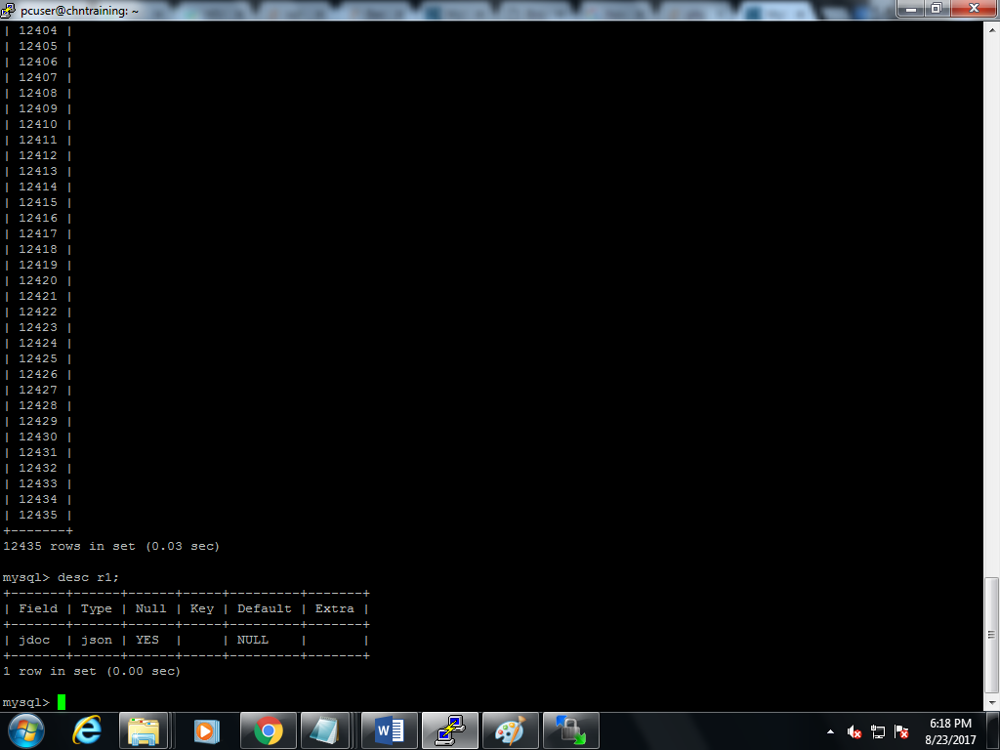 pcuser@chntraining: ~
| 12404 |
| 12405 |
| 12406 |
| 12407 |
| 12408 |
| 12409 |
| 12410 |
| 12411 |
| 12412 |
| 12413 |
| 12414 |
| 12415 |
| 12416 |
| 12417 |
| 12418 |
| 12419 |
| 12420 |
| 12421 |
| 12422 |
| 12423 |
| 12424 |
| 12425 |
| 12426 |
| 12427 |
| 12428 |
| 12429 |
| 12430 |
| 12431 |
| 12432 |
| 12433 |
| 12434 |
| 12435 |
+-------+
12435 rows in set (0.03 sec)
mysql> desc r1;
+-------+------+------+-----+---------+-------+
| Field | Type | Null | Key | Default | Extra |
+-------+------+------+-----+---------+-------+
| jdoc  | json | YES  |     | NULL    |       |
+-------+------+------+-----+---------+-------+
1 row in set (0.00 sec)
mysql>
6:18 PM
8/23/2017